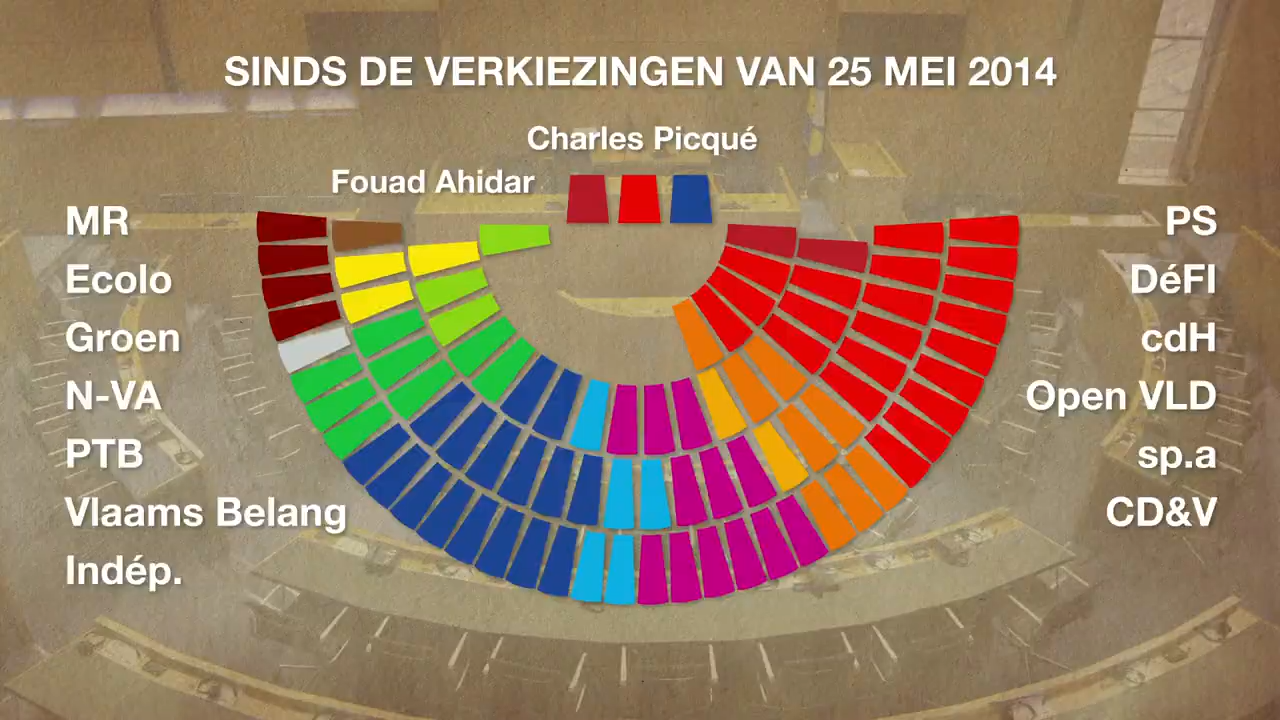 SINDS DE VERKIEZINGEN VAN 25 MEI 2014
Charles Picqué
Fouad Ahidar
MR
Ecolo
Groen
N-VA
PTB
Vlaams Belang
Indép.
PS
DéFI
cdH
Open VLD
sp.a
CD&V